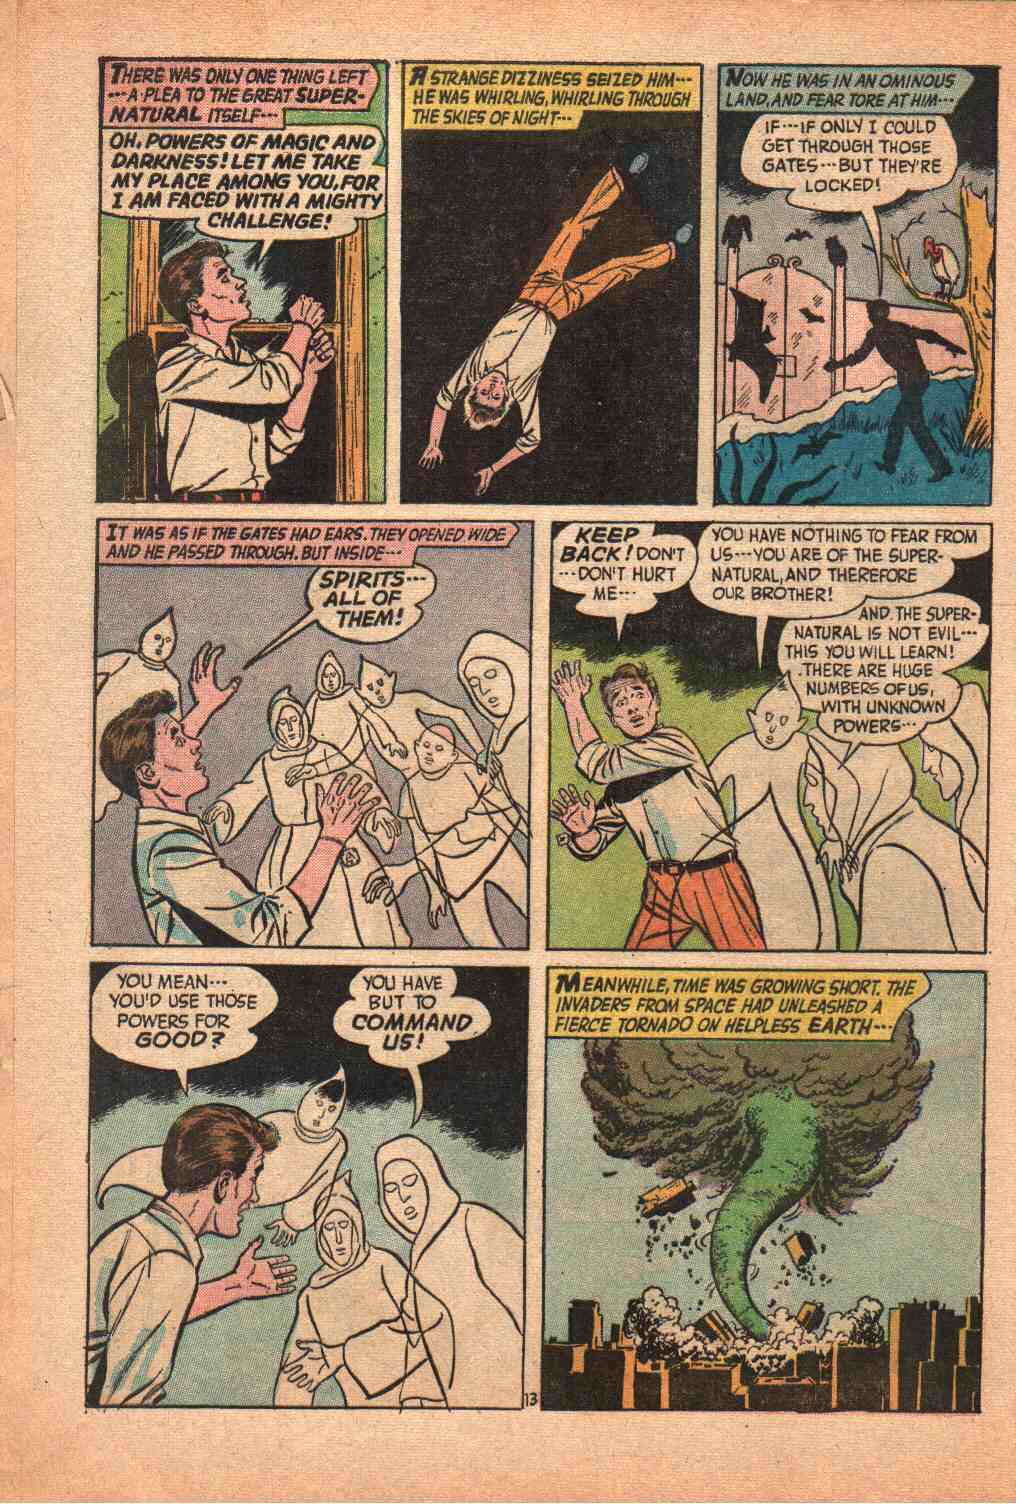 THERE WAS ONLY ONE THING LEFT
---A PLEA TO THE GREAT SUPER-
NATURAL ITSELF---
OH, POWERS OF MAGIC AND
DARKNESS! LET ME TAKE
MY PLACE AMONG YOU, FOR
I AM FACED WITH A MIGHTY
CHALLENGE!
A STRANGE DIZZINESS SEIZED HIM---
HE WAS WHIRLING, WHIRLING THROUGH
THE SKIES OF NIGHT---
NOW HE WAS IN AN OMINOUS
LAND, AND FEAR TORE AT HIM---
IF---IF ONLY I COULD
GET THROUGH THOSE
GATES---BUT THEY'RE
LOCKED!
IT WAS AS IF THE GATES HAD EARS. THEY OPENED WIDE
AND HE PASSED THROUGH. BUT INSIDE---
SPIRITS---
ALL OF
THEM!
KEEP
BACK! DON'T
---DON'T HURT
ME---
YOU HAVE NOTHING TO FEAR FROM
US---YOU ARE OF THE SUPER-
NATURAL, AND THEREFORE
OUR BROTHER!
AND THE SUPER-
NATURAL IS NOT EVIL---
THIS YOU WILL LEARN!
THERE ARE HUGE
NUMBERS OF US,
WITH UNKNOWN
POWERS---
YOU MEAN---
YOU'D USE THOSE
POWERS FOR
GOOD?
YOU HAVE
BUT TO
COMMAND
US!
MEANWHILE, TIME WAS GROWING SHORT. THE
INVADERS FROM SPACE HAD UNLEASHED A
FIERCE TORNADO ON HELPLESS EARTH---
13